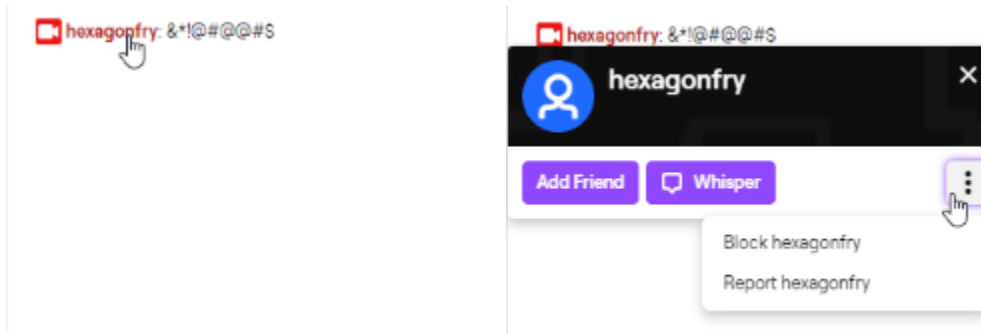 hexagonfry: &*!@#@@#$
hexagonfry: &*!@#@@#$
hexagonfry
Add Friend
Whisper
Block hexagonfry
Report hexagonfry